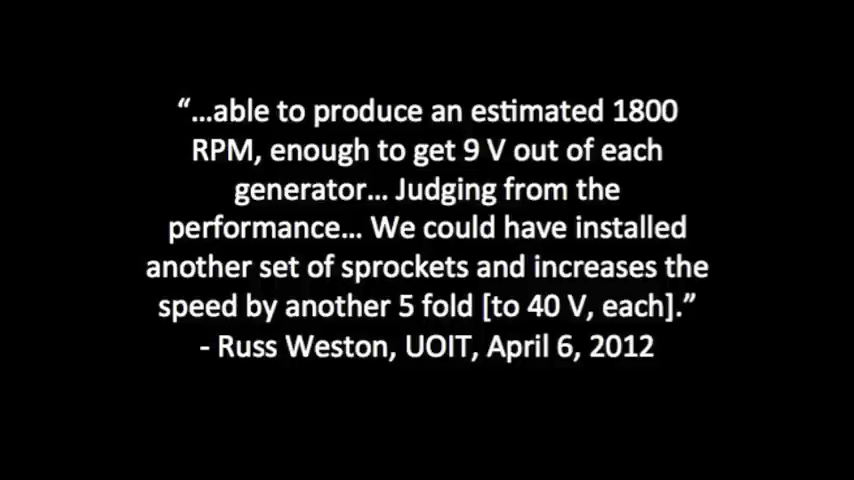 “...able to produce an estimated 1800
RPM, enough to get 9 V out of each
generator... Judging from the
performance... We could have installed
another set of sprockets and increases the
speed by another 5 fold [to 40 V, each].”
- Russ Weston, UOIT, April 6, 2012